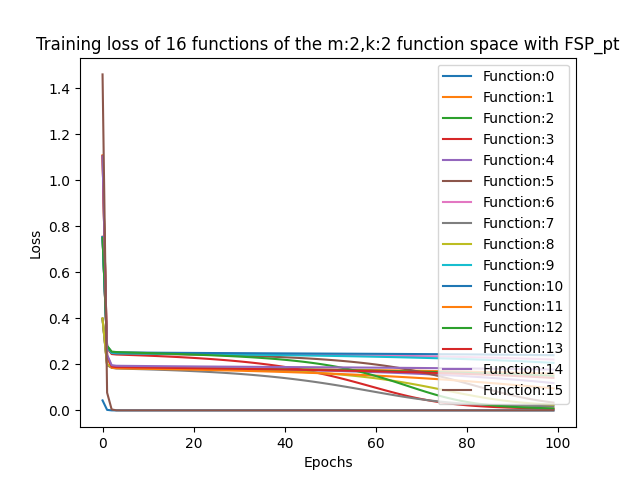 Training loss of 16 functions of the m:2,k:2 function space with FSP_pt
Loss
1.4
1.2
1.0
0.8
0.6
0.4
0.2
0.0
Function:0
Function:1
Function:2
Function:3
Function:4
Function:5
Function:6
Function:7
Function:8
Function:9
Function:10
Function:11
Function:12
Function:13
Function:14
Function:15
0 20 40 60 80 100
Epochs